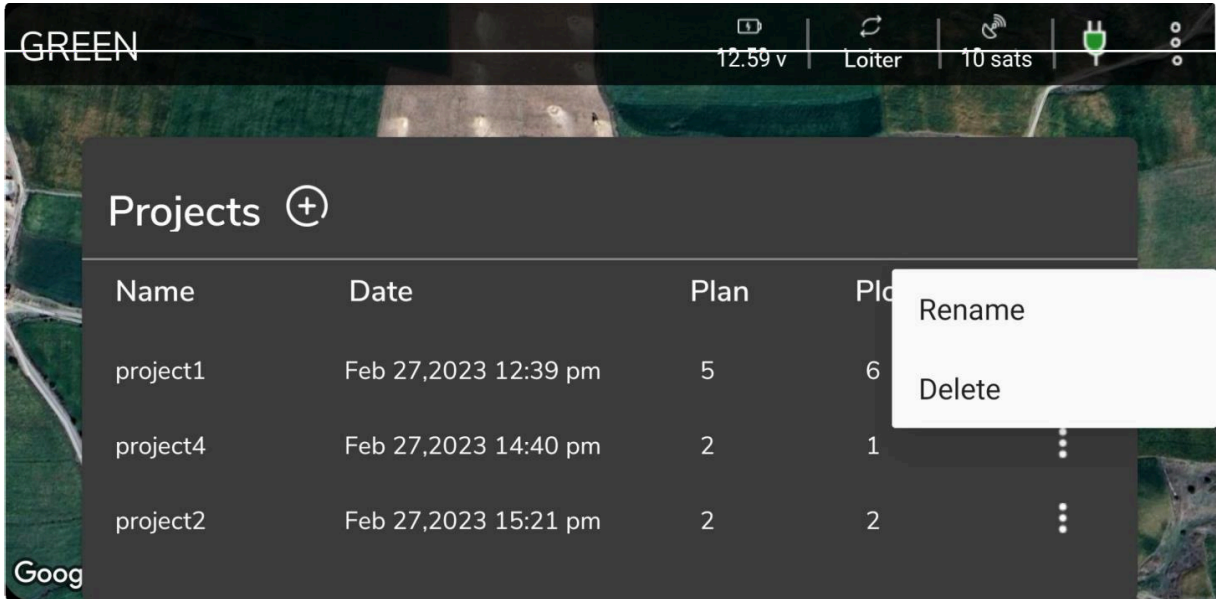 GREEN
12.59 v
Loiter
10 sats
Projects
Name Date Plan
Rename
project1 Feb 27,2023 12:39 pm 5 6
Delete
project4 Feb 27,2023 14:40 pm 2 1
project2 Feb 27,2023 15:21 pm 2 2
Goog